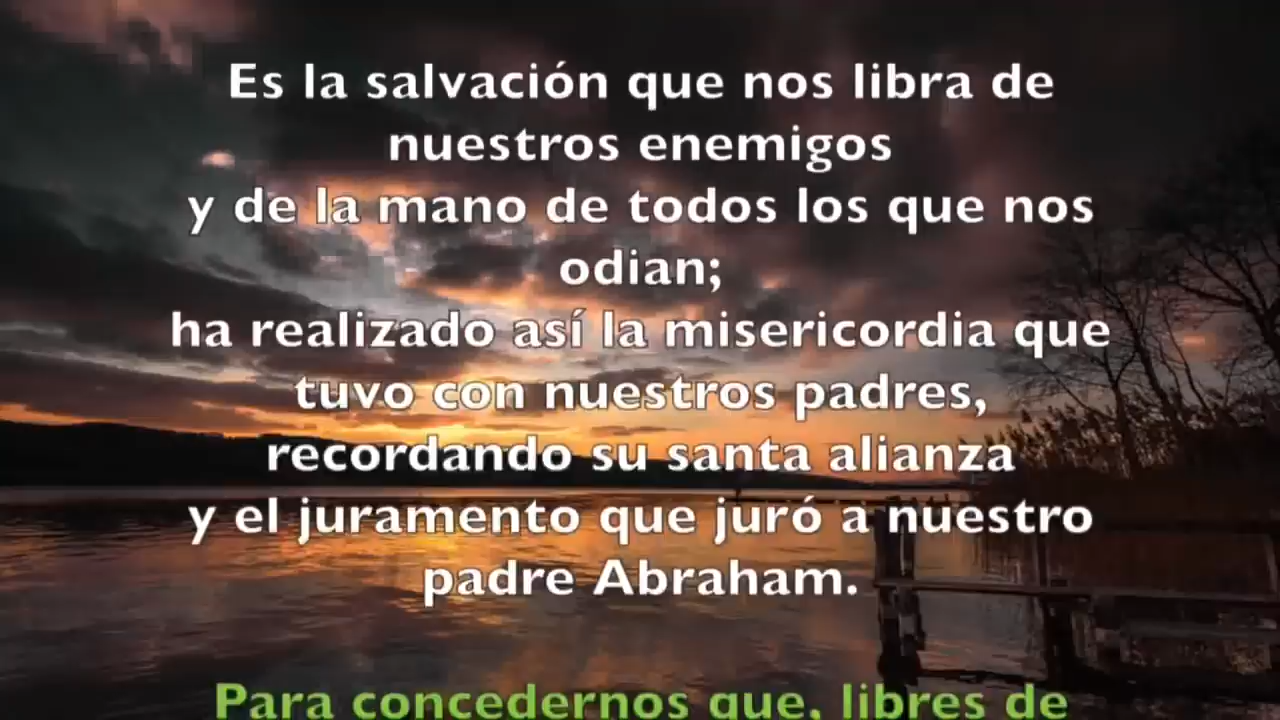 Es la salvación que nos libra de
nuestros enemigos
y de la mano de todos los que nos
odian;
ha realizado así la misericordia que
tuvo con nuestros padres,
recordando su santa alianza
y el juramento que juró a nuestro
padre Abraham.
Para concedernos que, libres de